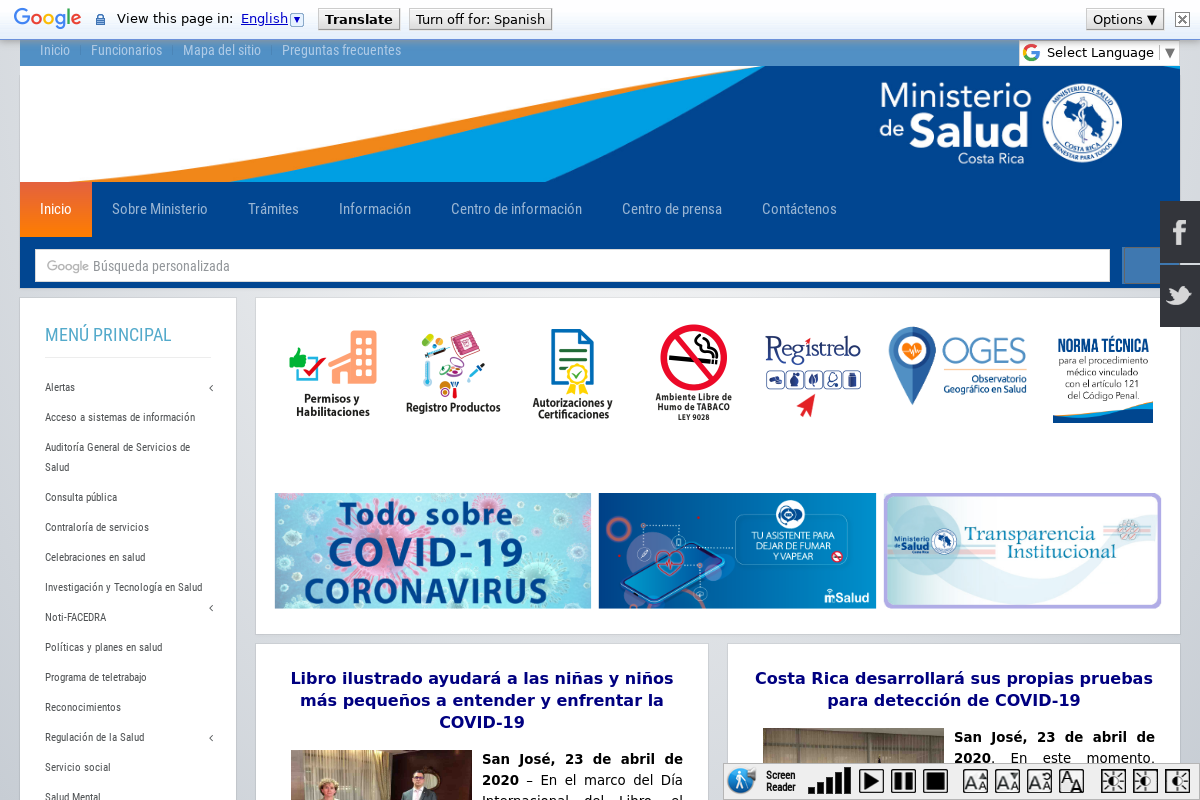 Google View this page in: English ▼ Translate Turn off for: Spanish Options ▼
Inicio Funcionarios Mapa del sitio Preguntas frecuentes
Select Language ▼
Ministerio
de Salud
Costa Rica
MINISTERIO DE SALUD
COSTA RICA
BIENESTAR PARA TODOS
Inicio Sobre Ministerio Trámites Información Centro de información Centro de prensa Contáctenos
Google Búsqueda personalizada
MENÚ PRINCIPAL
Alertas
Acceso a sistemas de información
Auditoría General de Servicios de
Salud
Consulta pública
Contraloría de servicios
Celebraciones en salud
Investigación y Tecnología en Salud
Noti-FACEDRA
Políticas y planes en salud
Programa de teletrabajo
Reconocimientos
Regulación de la Salud
Servicio social
Salud Mental
Permisos y
Habilitaciones
Registro Productos
Autorizaciones y
Certificaciones
Ambiente Libre de
Humo de TABACO
LEY 9028
Regístrelo
OGES
Observatorio
Geográfico en Salud
NORMA TÉCNICA
para el procedimiento
médico vinculado
con el artículo 121
del Código Penal.
Todo sobre
COVID-19
CORONAVIRUS
TU ASISTENTE PARA
DEJAR DE FUMAR
Y VAPEAR
mSalud
Ministerio
de Salud
Costa Rica
Transparencia
Institucional
Libro ilustrado ayudará a las niñas y niños
más pequeños a entender y enfrentar la
COVID-19
San José, 23 de abril de
2020 – En el marco del Día
Internacional del Libro, el
Costa Rica desarrollará sus propias pruebas
para detección de COVID-19
San José, 23 de abril de
2020. En este momento,
Screen
Reader